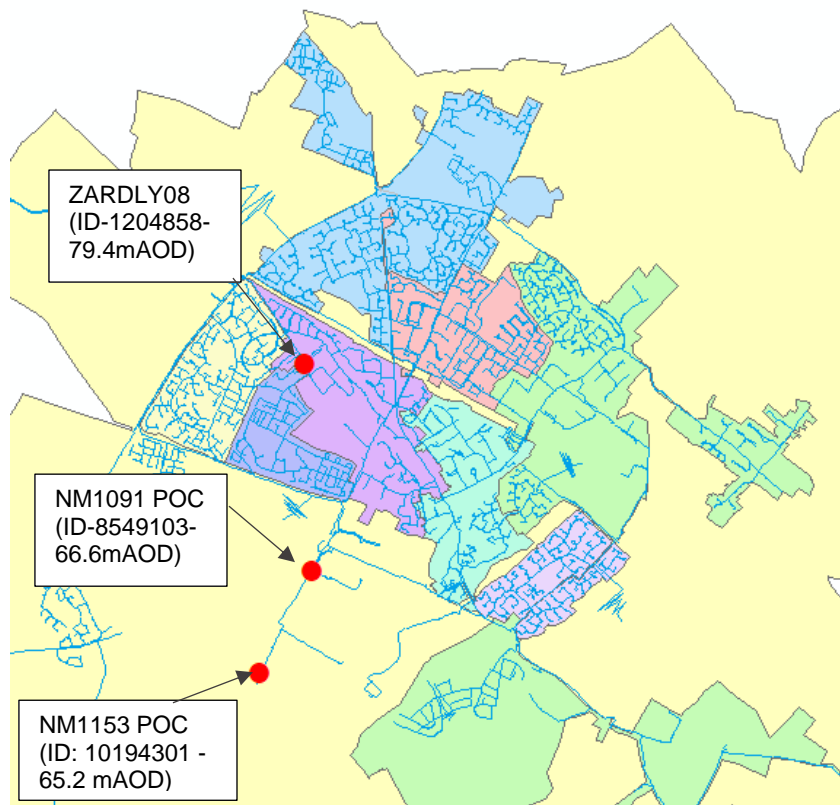 ZARDLY08
(ID-1204858-
79.4mAOD)
NM1091 POC
(ID-8549103-
66.6mAOD)
NM1153 POC
(ID: 10194301 -
65.2 mAOD)